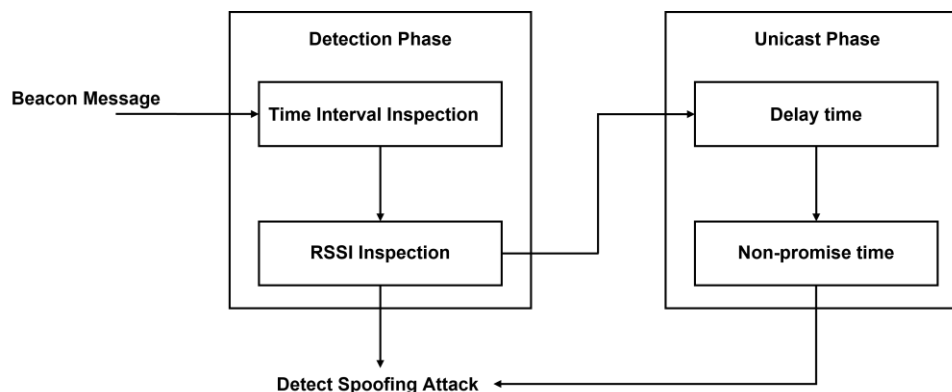 Detection Phase
Unicast Phase
Beacon Message
Time Interval Inspection
Delay time
RSSI Inspection
Non-promise time
Detect Spoofing Attack